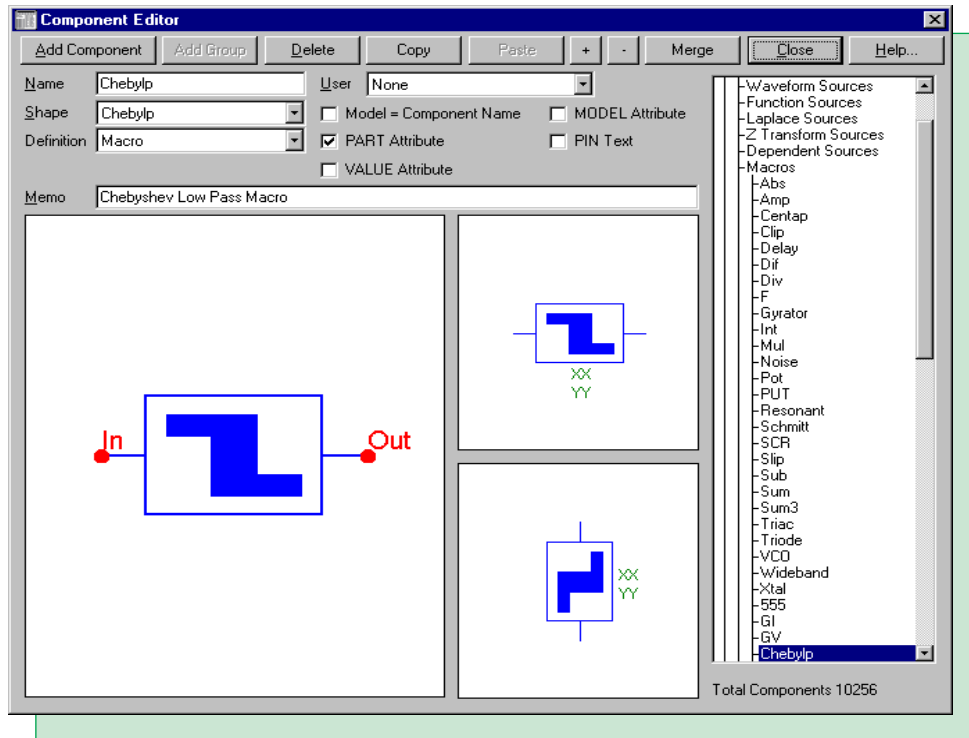 Component Editor
Add Component Add Group Delete Copy Paste + - Merge Close Help...
Name Chebylp User None
Shape Chebylp Model = Component Name MODEL Attribute
Definition Macro PART Attribute PIN Text
VALUE Attribute
Memo Chebyshev Low Pass Macro
In Out
XX
YY
XX
YY
Waveform Sources
Function Sources
Laplace Sources
Z Transform Sources
Dependent Sources
Macros
Abs
Amp
Centap
Clip
Delay
Dif
Div
F
Gyrator
Int
Mul
Noise
Pot
PUT
Resonant
Schmitt
SCR
Slip
Sub
Sum
Sum3
Triac
Triode
VCO
Wideband
Xtal
555
GI
GV
Chebylp
Total Components 10256